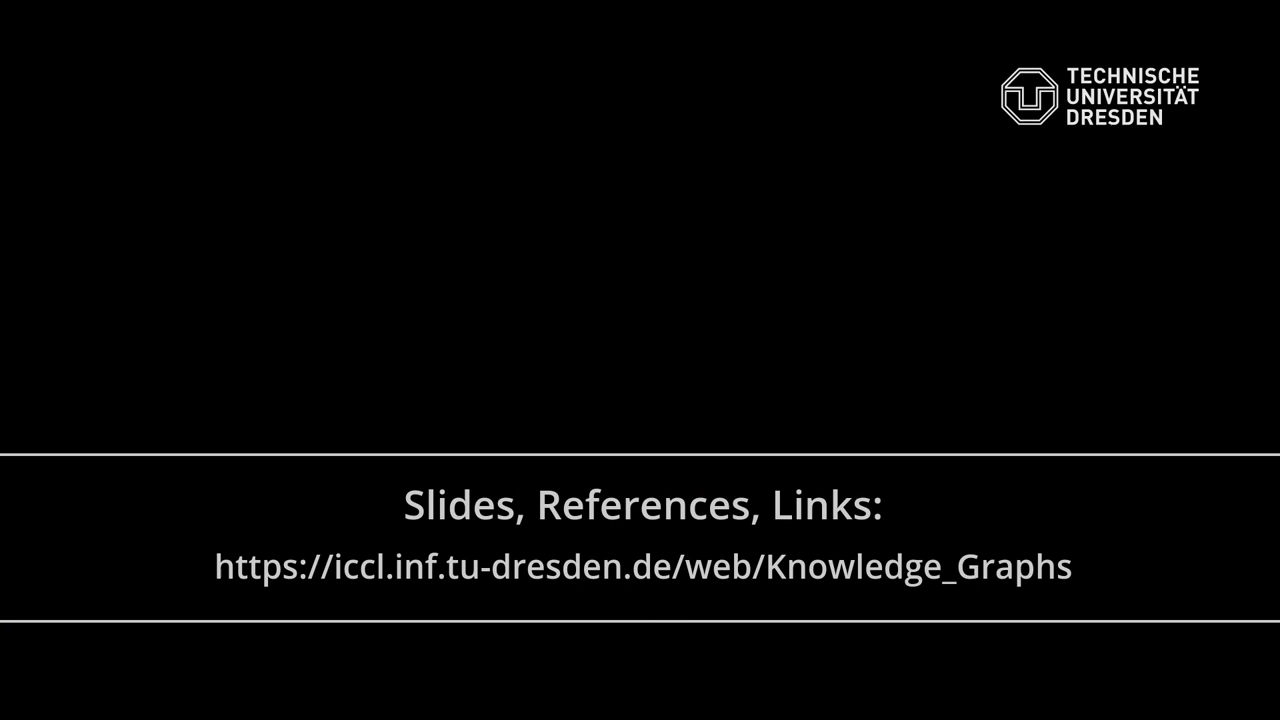 TECHNISCHE
UNIVERSITÄT
DRESDEN
Slides, References, Links:
https://iccl.inf.tu-dresden.de/web/Knowledge_Graphs